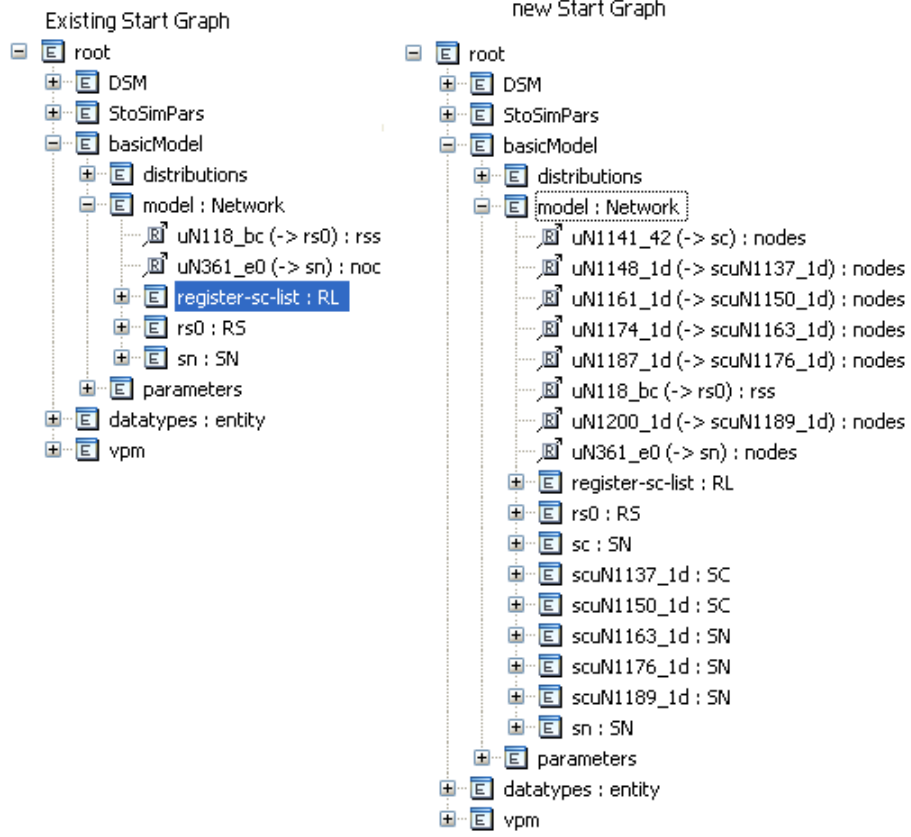 Existing Start Graph
root
DSM
StoSimPars
basicModel
distributions
model : Network
uN118_bc (-> rs0) : rss
uN361_e0 (-> sn) : noc
register-sc-list : RL
rs0 : RS
sn : SN
parameters
datatypes : entity
vpm
new Start Graph
root
DSM
StoSimPars
basicModel
distributions
model : Network
uN1141_42 (-> sc) : nodes
uN1148_1d (-> scuN1137_1d) : nodes
uN1161_1d (-> scuN1150_1d) : nodes
uN1174_1d (-> scuN1163_1d) : nodes
uN1187_1d (-> scuN1176_1d) : nodes
uN118_bc (-> rs0) : rss
uN1200_1d (-> scuN1189_1d) : nodes
uN361_e0 (-> sn) : nodes
register-sc-list : RL
rs0 : RS
sc : SN
scuN1137_1d : SC
scuN1150_1d : SC
scuN1163_1d : SN
scuN1176_1d : SN
scuN1189_1d : SN
sn : SN
parameters
datatypes : entity
vpm